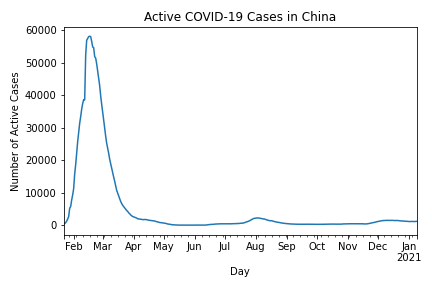 Active COVID-19 Cases in China
Number of Active Cases
60000
50000
40000
30000
20000
10000
0
Feb Mar Apr May Jun Jul Aug Sep Oct Nov Dec Jan
2021
Day